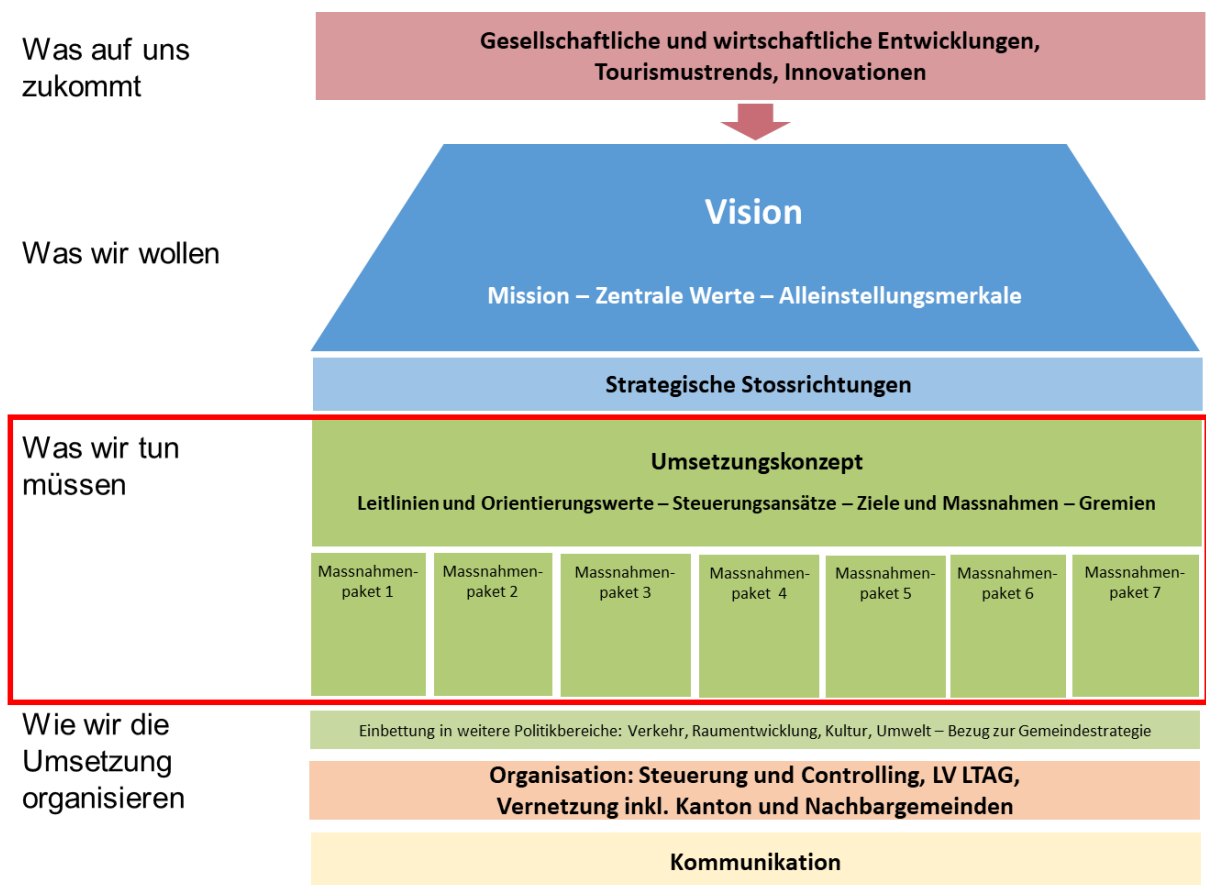 Was auf uns
zukommt
Gesellschaftliche und wirtschaftliche Entwicklungen,
Tourismustrends, Innovationen
Was wir wollen
Vision
Mission – Zentrale Werte – Alleinstellungsmerkale
Strategische Stossrichtungen
Was wir tun
müssen
Umsetzungskonzept
Leitlinien und Orientierungswerte – Steuerungsansätze – Ziele und Massnahmen – Gremien
Massnahmen-
paket 1
Massnahmen-
paket 2
Massnahmen-
paket 3
Massnahmen-
paket 4
Massnahmen-
paket 5
Massnahmen-
paket 6
Massnahmen-
paket 7
Wie wir die
Umsetzung
organisieren
Einbettung in weitere Politikbereiche: Verkehr, Raumentwicklung, Kultur, Umwelt – Bezug zur Gemeindestrategie
Organisation: Steuerung und Controlling, LV LTAG,
Vernetzung inkl. Kanton und Nachbargemeinden
Kommunikation